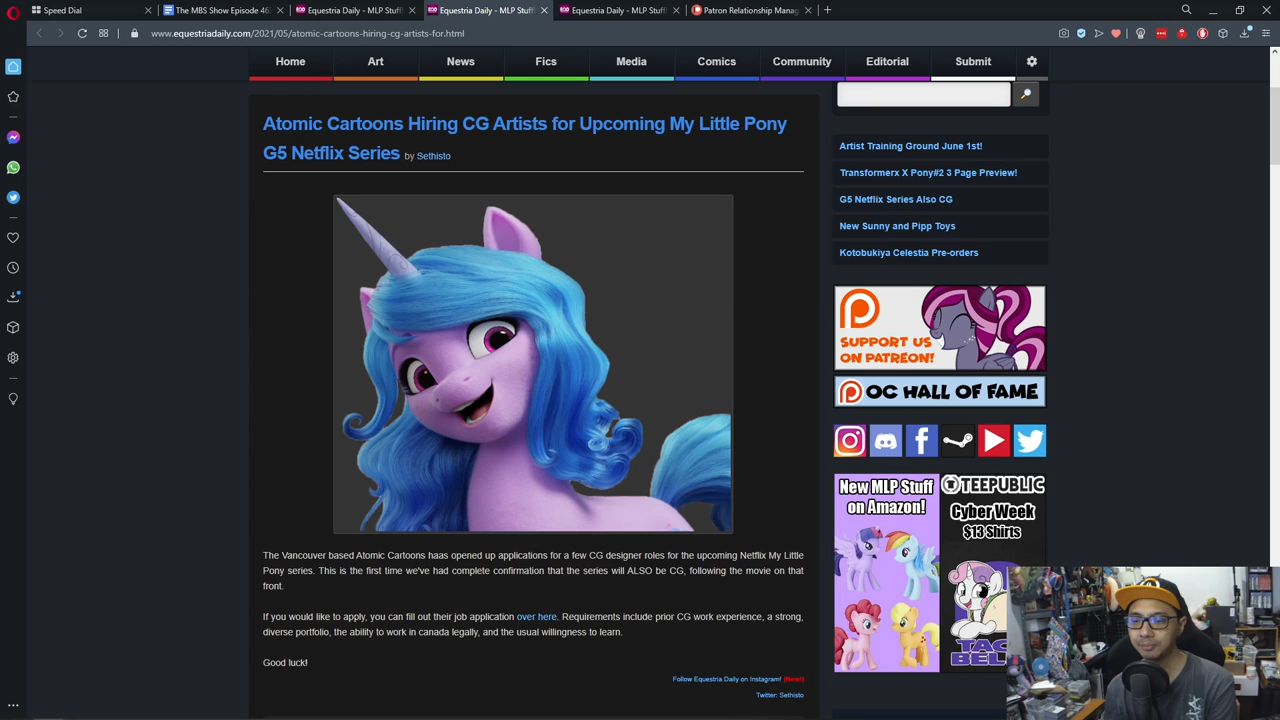 Speed Dial
The MBS Show Episode 46
Equestria Daily - MLP Stuff!
Equestria Daily - MLP Stuff!
Equestria Daily - MLP Stuff!
Patron Relationship Manag
www.equestriadaily.com/2021/05/atomic-cartoons-hiring-cg-artists-for.html
Home
Art
News
Fics
Media
Comics
Community
Editorial
Submit
Atomic Cartoons Hiring CG Artists for Upcoming My Little Pony
G5 Netflix Series by Sethisto
Artist Training Ground June 1st!
Transformerx X Pony#2 3 Page Preview!
G5 Netflix Series Also CG
New Sunny and Pipp Toys
Kotobukiya Celestia Pre-orders
SUPPORT US
ON PATREON!
OC HALL OF FAME
New MLP Stuff
on Amazon!
TEEPUBLIC
Cyber Week
$13 Shirts
TAC
BEL
The Vancouver based Atomic Cartoons haas opened up applications for a few CG designer roles for the upcoming Netflix My Little
Pony series. This is the first time we've had complete confirmation that the series will ALSO be CG, following the movie on that
front.
If you would like to apply, you can fill out their job application over here. Requirements include prior CG work experience, a strong,
diverse portfolio, the ability to work in canada legally, and the usual willingness to learn.
Good luck!
Follow Equestria Daily on Instagram! (New!)
Twitter: Sethisto